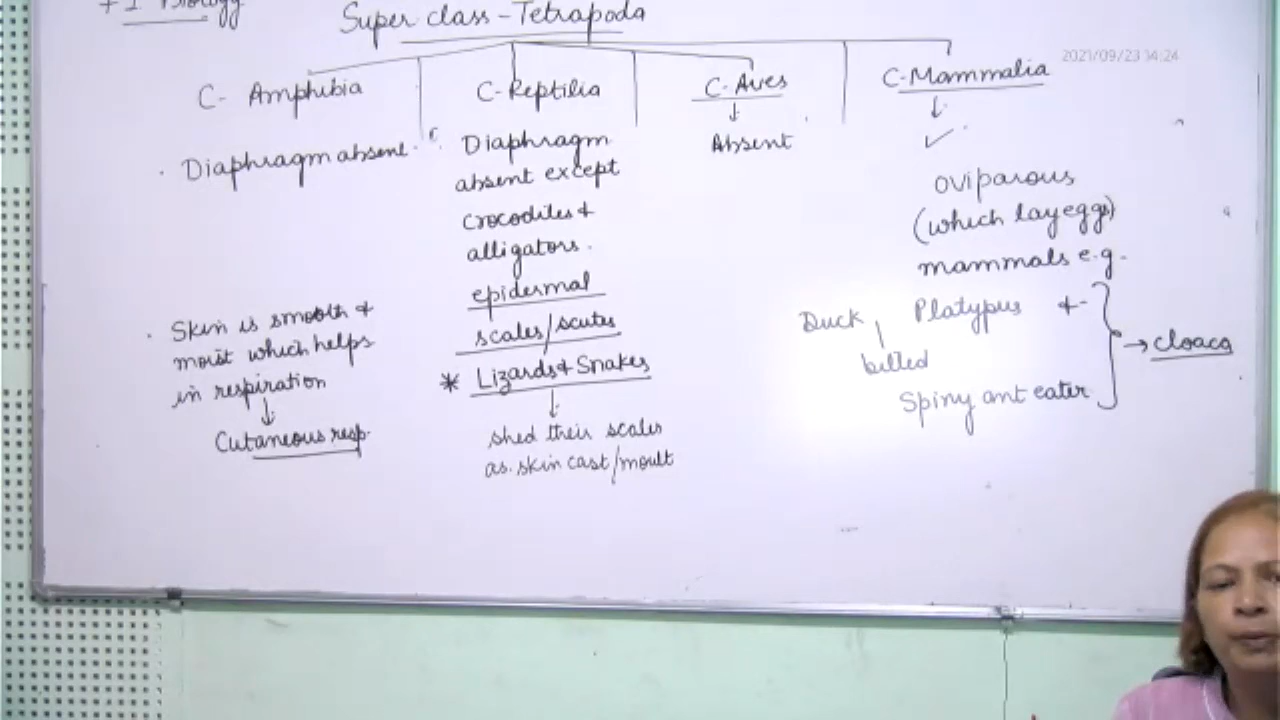 +1 Biology
Super class - Tetrapoda
2021/09/23 14:24
C- Amphibia
C-Reptilia
C-Aves
C-Mammalia
. Diaphragm absent.
Diaphragm
absent except
crocodiles &
alligators.
Absent
✓
oviparous
(which lay eggs)
mammals e.g.
Duck
billed
Platypus &
Spiny ant eater
→ cloaca
epidermal
scales/scutes
* Lizards & Snakes
shed their scales
as skin cast/moult
. Skin is smooth &
moist which helps
in respiration
Cutaneous resp.